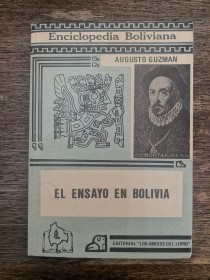 Enciclopedia Boliviana
AUGUSTO GUZMAN
EL ENSAYO EN BOLIVIA
EDITORIAL "LOS AMIGOS DEL LIBRO"